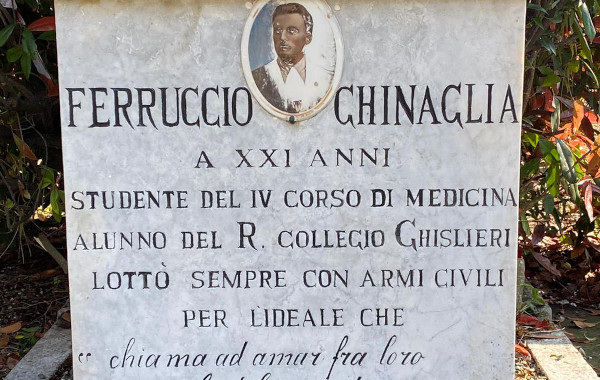 FERRUCCIO GHINAGLIA
A XXI ANNI
STUDENTE DEL IV CORSO DI MEDICINA
ALUNNO DEL R. COLLEGIO GHISLIERI
LOTTÒ SEMPRE CON ARMI CIVILI
PER L'IDEALE CHE
“ chiama ad amar fra loro